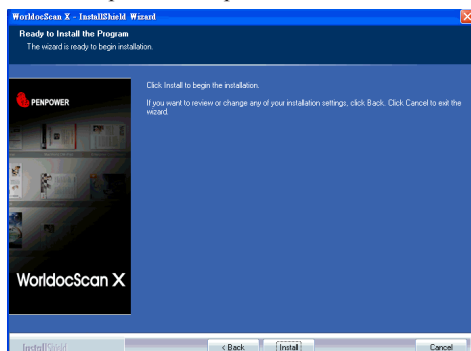 WorldocScan X - InstallShield Wizard
Ready to Install the Program
The wizard is ready to begin installation.
Click Install to begin the installation.
If you want to review or change any of your installation settings, click Back. Click Cancel to exit the
wizard.
PENPOWER
WorldocScan X
InstallShield
< Back
Install
Cancel